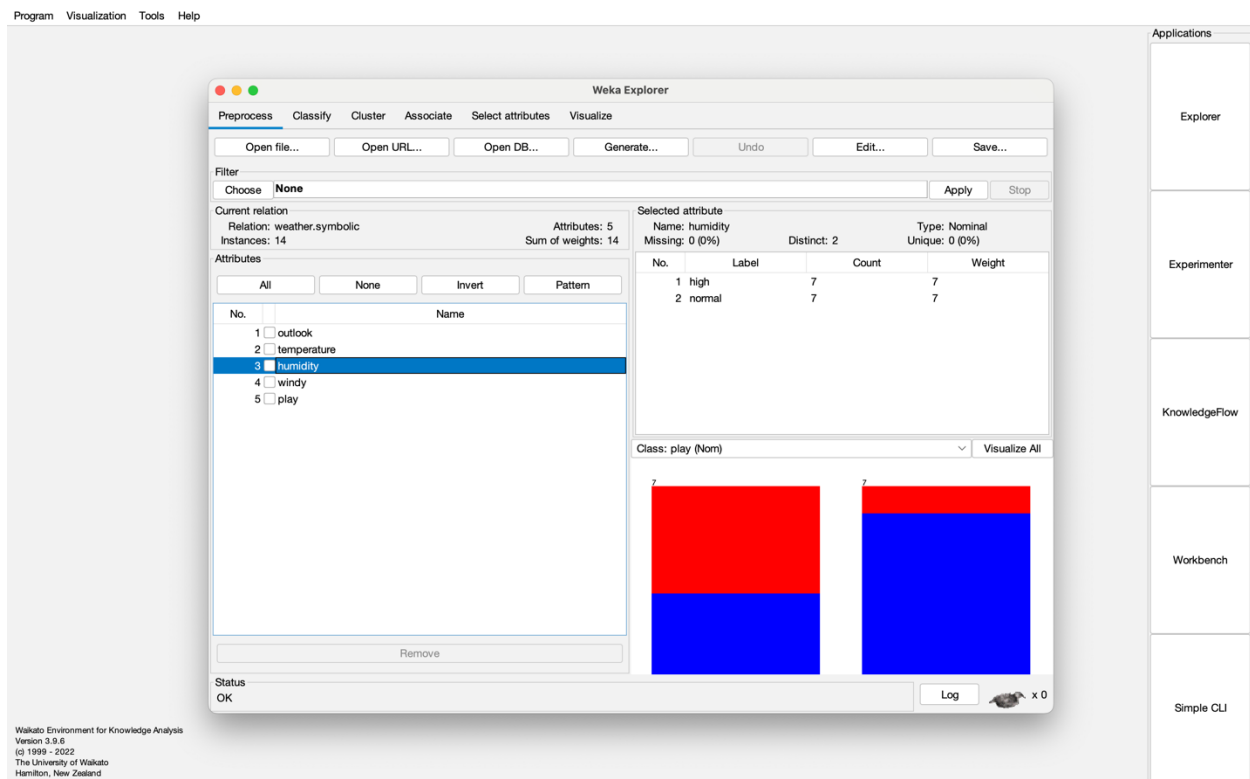 Program Visualization Tools Help
Applications
Explorer
Experimenter
KnowledgeFlow
Workbench
Simple CLI
Weka Explorer
Preprocess Classify Cluster Associate Select attributes Visualize
Open file... Open URL... Open DB... Generate... Undo Edit... Save...
Filter
Choose None Apply Stop
Current relation
Relation: weather.symbolic Attributes: 5
Instances: 14 Sum of weights: 14
Attributes
All None Invert Pattern
No. Name
1 outlook
2 temperature
3 humidity
4 windy
5 play
Remove
Selected attribute
Name: humidity Type: Nominal
Missing: 0 (0%) Distinct: 2 Unique: 0 (0%)
No. Label Count Weight
1 high 7 7
2 normal 7 7
Class: play (Nom) Visualize All
7 7
Status
OK
Log x 0
Waikato Environment for Knowledge Analysis
Version 3.9.6
(c) 1999 - 2022
The University of Waikato
Hamilton, New Zealand